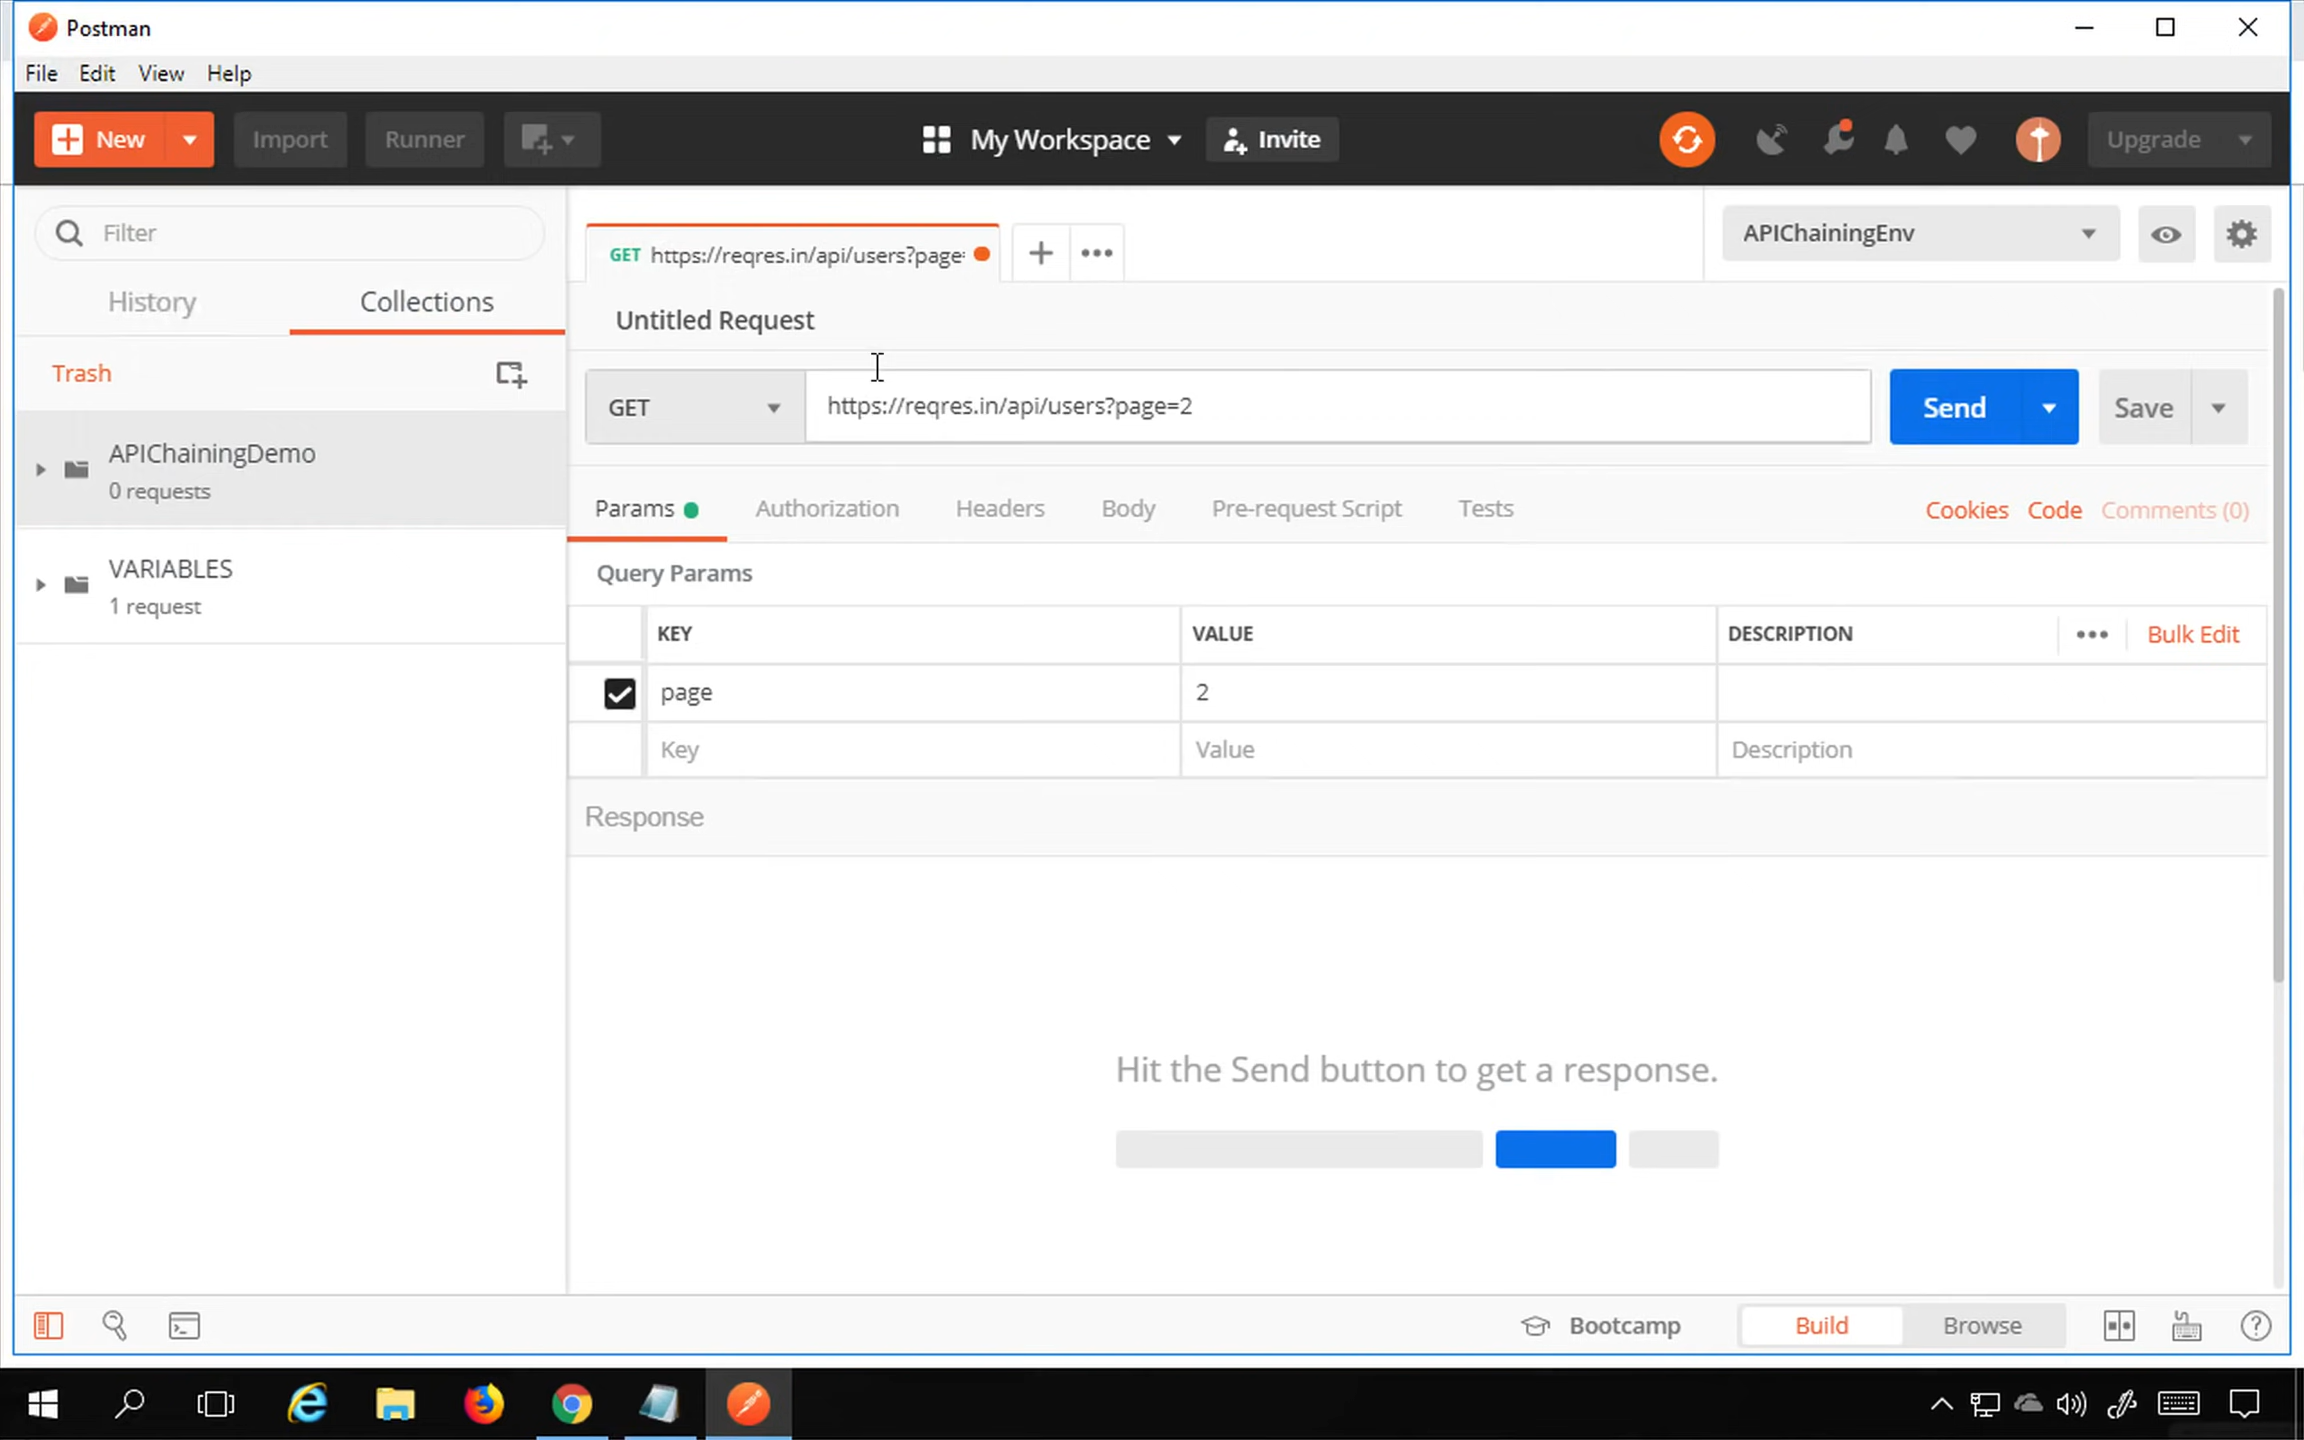 Postman
File Edit View Help
New Import Runner My Workspace Invite Upgrade
Filter
History Collections
Trash
APIChainingDemo
0 requests
VARIABLES
1 request
GET https://reqres.in/api/users?page=
APIChainingEnv
Untitled Request
GET https://reqres.in/api/users?page=2 Send Save
Params Authorization Headers Body Pre-request Script Tests Cookies Code Comments (0)
Query Params
KEY VALUE DESCRIPTION ••• Bulk Edit
page 2
Key Value Description
Response
Hit the Send button to get a response.
Bootcamp Build Browse